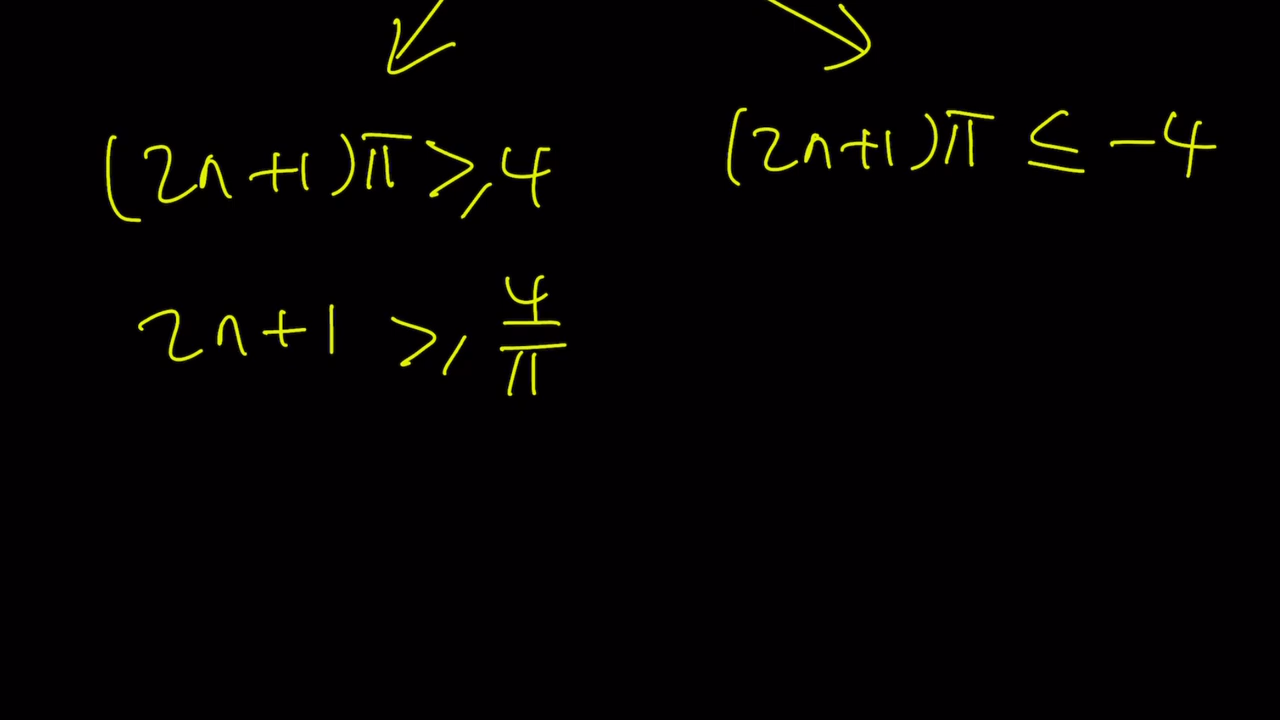 (2n+1)π ≥ 4
(2n+1)π ≤ -4
2n+1 ≥ 4/π